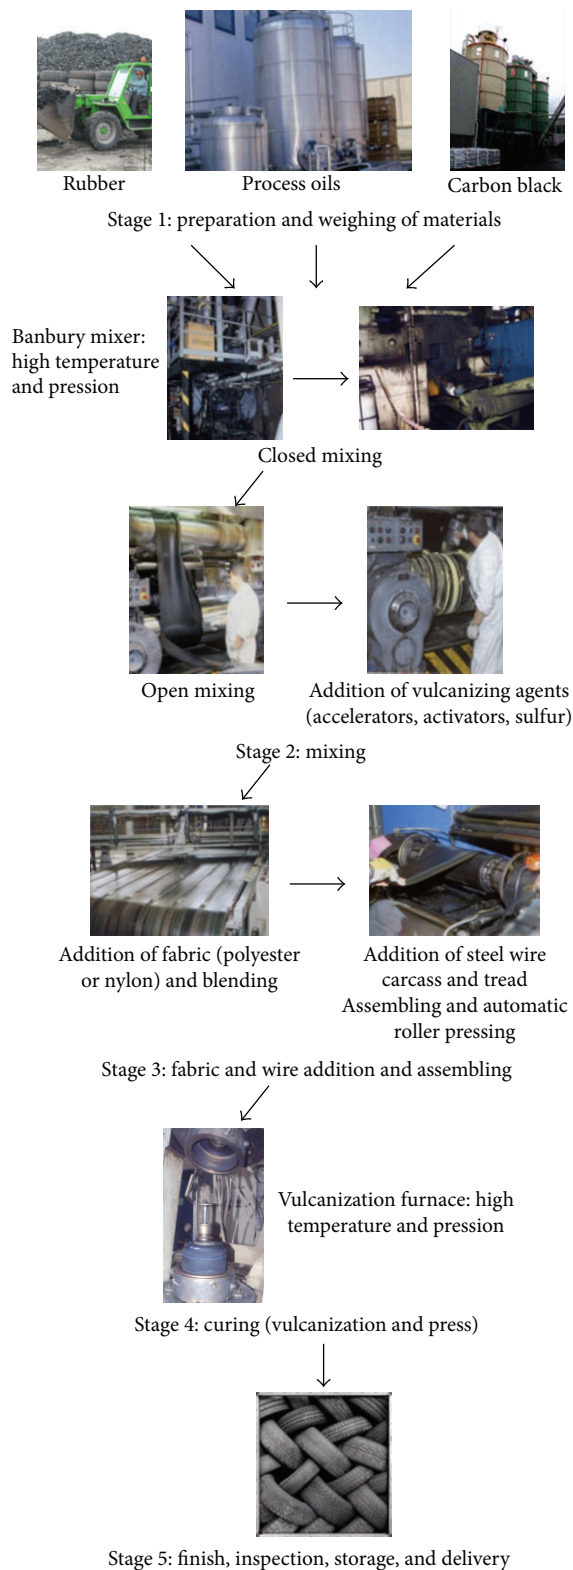 Rubber
Process oils
Carbon black
Stage 1: preparation and weighing of materials
Banbury mixer:
high temperature
and pression
Closed mixing
Open mixing
Addition of vulcanizing agents
(accelerators, activators, sulfur)
Stage 2: mixing
Addition of fabric (polyester
or nylon) and blending
Addition of steel wire
carcass and tread
Assembling and automatic
roller pressing
Stage 3: fabric and wire addition and assembling
Vulcanization furnace: high
temperature and pression
Stage 4: curing (vulcanization and press)
Stage 5: finish, inspection, storage, and delivery